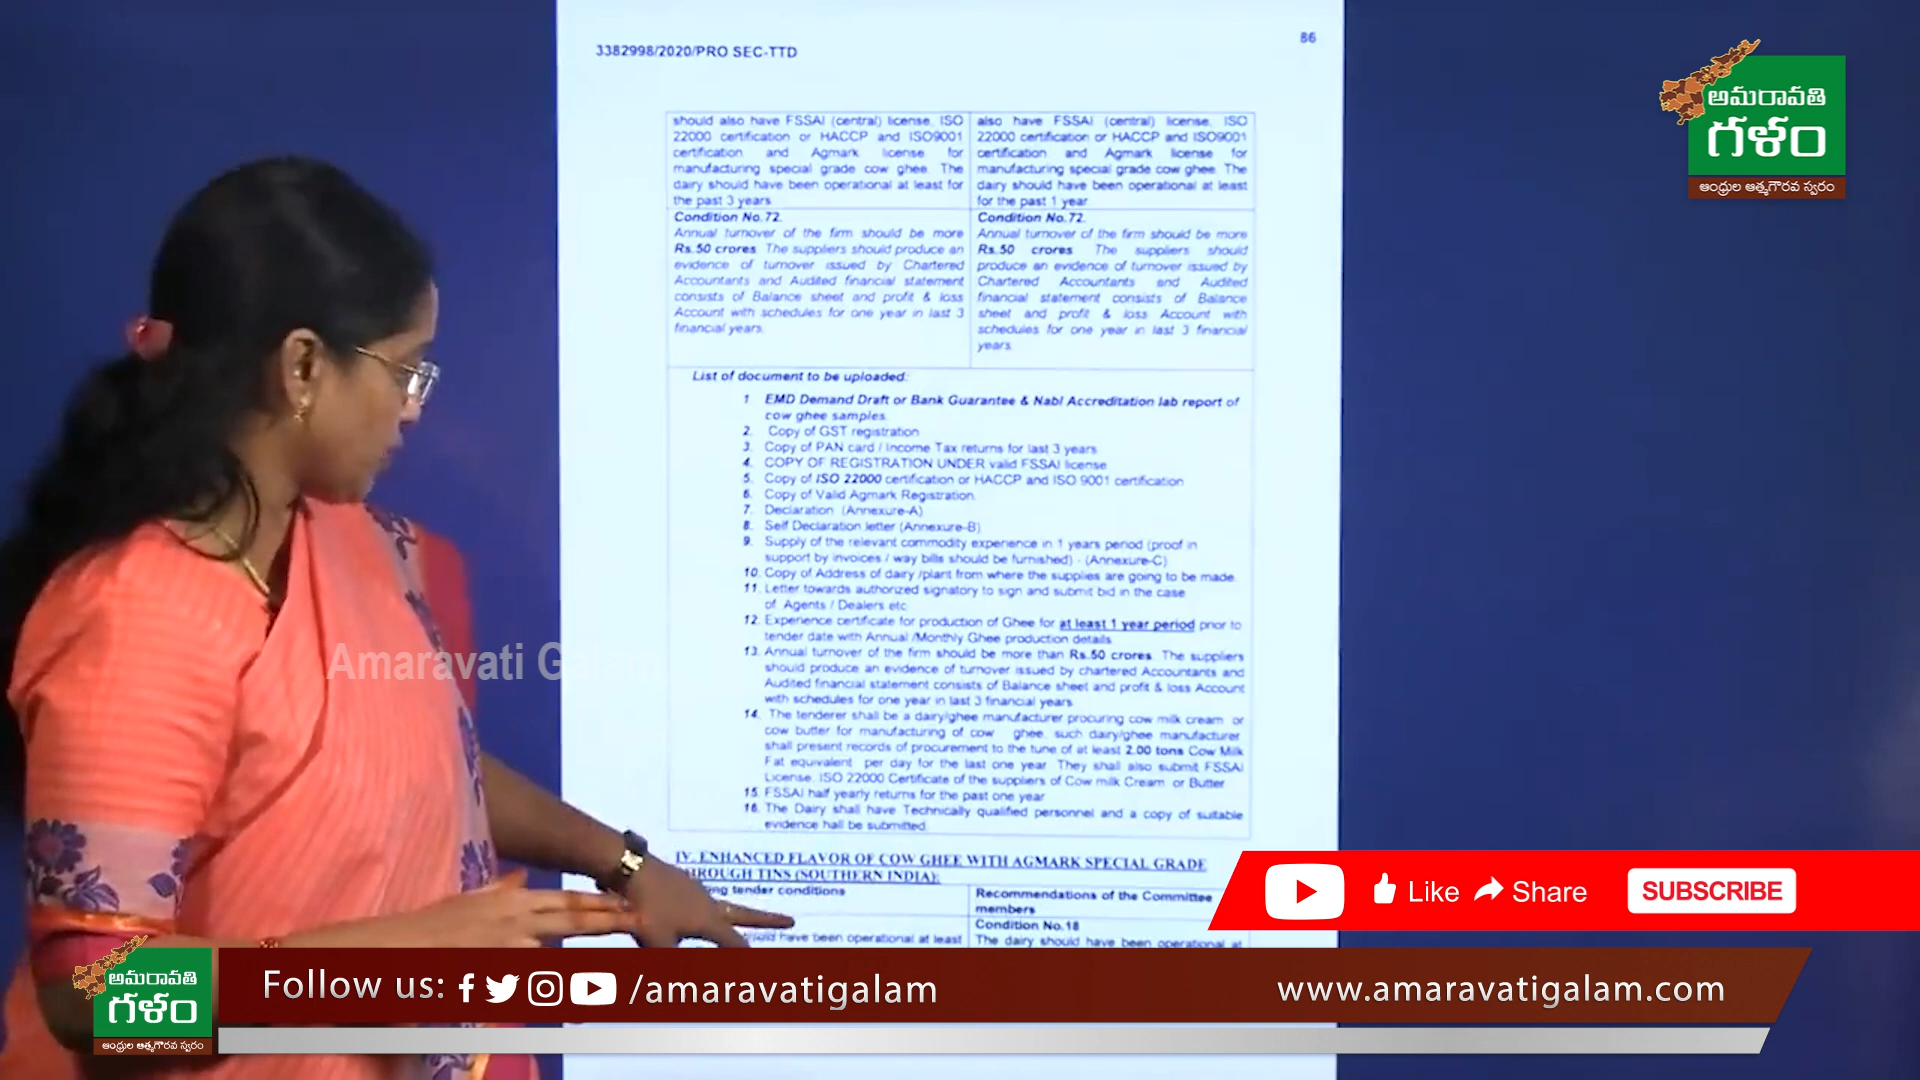 86
3382998/2020/PRO SEC-TTD
should also have FSSAI (central) license, ISO
22000 certification or HACCP and ISO9001
certification and Agmark license for
manufacturing special grade cow ghee. The
dairy should have been operational at least for
the past 3 years
also have FSSAI (central) license, ISO
22000 certification or HACCP and ISO9001
certification and Agmark license for
manufacturing special grade cow ghee. The
dairy should have been operational at least
for the past 1 year
Condition No.72.
Annual turnover of the firm should be more
Rs.50 crores. The suppliers should produce an
evidence of turnover issued by Chartered
Accountants and Audited financial statement
consists of Balance sheet and profit & loss
Account with schedules for one year in last 3
financial years.
Condition No.72.
Annual turnover of the firm should be more
Rs.50 crores The suppliers should
produce an evidence of turnover issued by
Chartered Accountants and Audited
financial statement consists of Balance
sheet and profit & loss Account with
schedules for one year in last 3 financial
years.
List of document to be uploaded:
1 EMD Demand Draft or Bank Guarantee & Nabl Accreditation lab report of
cow ghee samples.
2. Copy of GST registration
3. Copy of PAN card / Income Tax returns for last 3 years
4. COPY OF REGISTRATION UNDER valid FSSAI license
5. Copy of ISO 22000 certification or HACCP and ISO 9001 certification
6. Copy of Valid Agmark Registration.
7. Declaration (Annexure-A)
8. Self Declaration letter (Annexure-B)
9. Supply of the relevant commodity experience in 1 years period (proof in
support by invoices / way bills should be furnished) - (Annexure-C)
10. Copy of Address of dairy /plant from where the supplies are going to be made.
11. Letter towards authorized signatory to sign and submit bid in the case
of Agents / Dealers etc
12. Experience certificate for production of Ghee for at least 1 year period prior to
tender date with Annual /Monthly Ghee production details.
13. Annual turnover of the firm should be more than Rs.50 crores. The suppliers
should produce an evidence of turnover issued by chartered Accountants and
Audited financial statement consists of Balance sheet and profit & loss Account
with schedules for one year in last 3 financial years.
14. The tenderer shall be a dairy/ghee manufacturer procuring cow milk cream or
cow butter for manufacturing of cow ghee, such dairy/ghee manufacturer
shall present records of procurement to the tune of at least 2.00 tons Cow Milk
Fat equivalent per day for the last one year. They shall also submit FSSAI
License, ISO 22000 Certificate of the suppliers of Cow milk Cream or Butter
15. FSSAI half yearly returns for the past one year
16. The Dairy shall have Technically qualified personnel and a copy of suitable
evidence hall be submitted.
IV. ENHANCED FLAVOR OF COW GHEE WITH AGMARK SPECIAL GRADE
THROUGH TINS (SOUTHERN INDIA):
tender conditions
Recommendations of the Committee
members
Condition No.18
have been operational at least
The dairy should have been operational at
Amaravati Galam
అమరావతి
గళం
ఆంధ్రుల ఆత్మగౌరవ స్వరం
Like Share SUBSCRIBE
అమరావతి
గళం
ఆంధ్రుల ఆత్మగౌరవ స్వరం
Follow us: /amaravatigalam
www.amaravatigalam.com